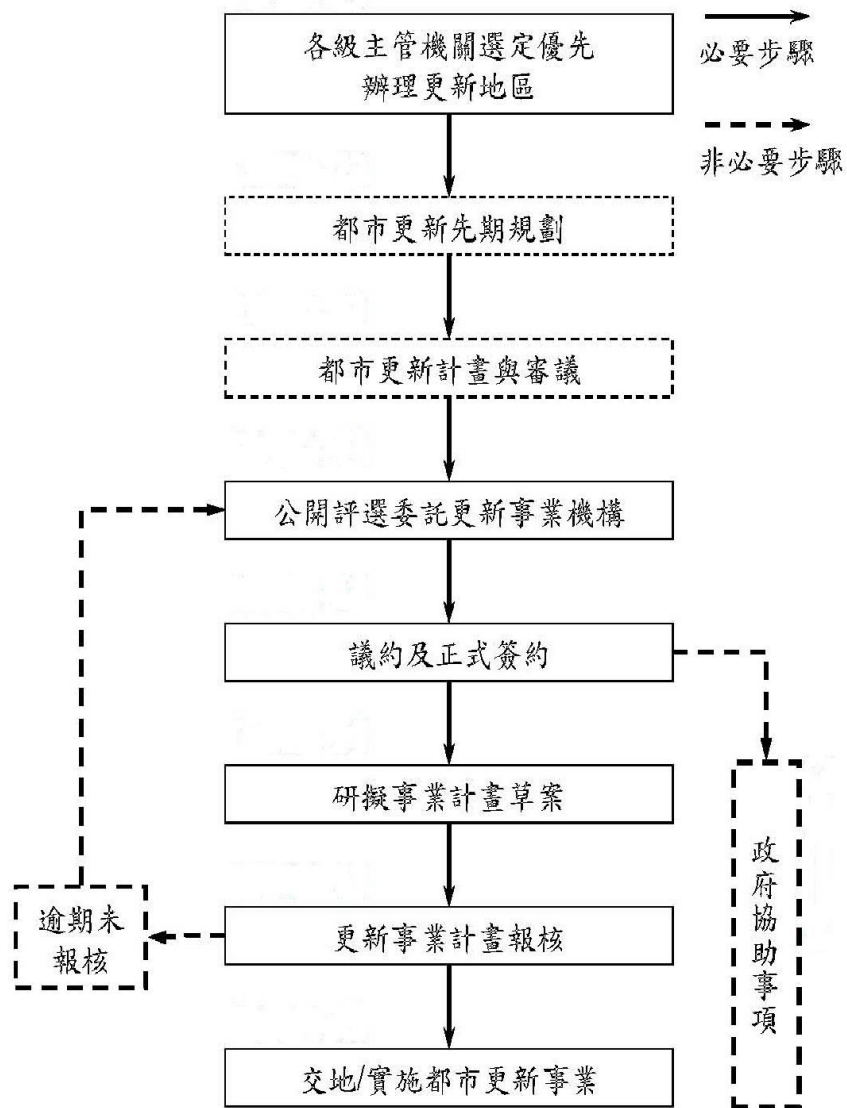 各級主管機關選定優先
辦理更新地區
必要步驟
非必要步驟
都市更新先期規劃
都市更新計畫與審議
公開評選委託更新事業機構
議約及正式簽約
研擬事業計畫草案
政府協助事項
逾期未
報核
更新事業計畫報核
交地/實施都市更新事業